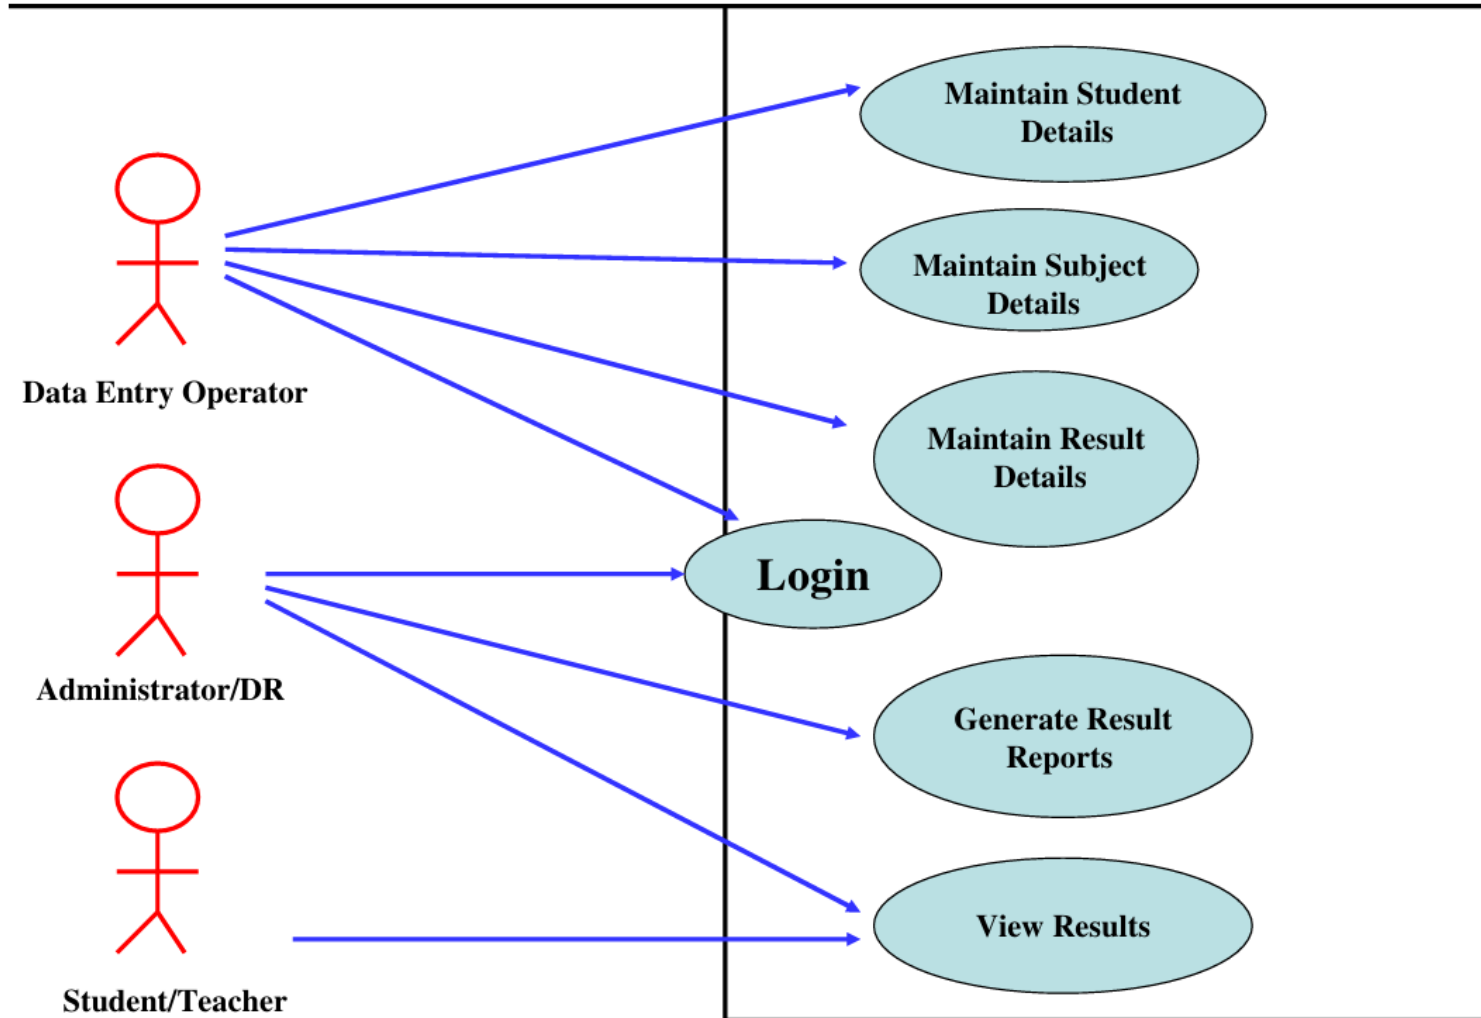 Maintain Student
Details
Maintain Subject
Details
Data Entry Operator
Maintain Result
Details
Login
Administrator/DR
Generate Result
Reports
View Results
Student/Teacher